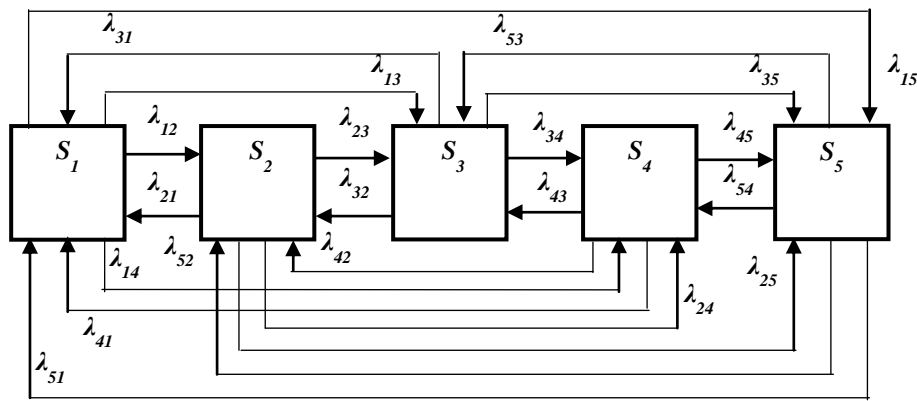 λ₃₁
λ₅₃
λ₁₃
λ₃₅
λ₁₅
λ₁₂
λ₂₃
λ₃₄
λ₄₅
S₁
S₂
S₃
S₄
S₅
λ₂₁
λ₃₂
λ₄₃
λ₅₄
λ₁₄
λ₅₂
λ₄₂
λ₂₅
λ₂₄
λ₄₁
λ₅₁